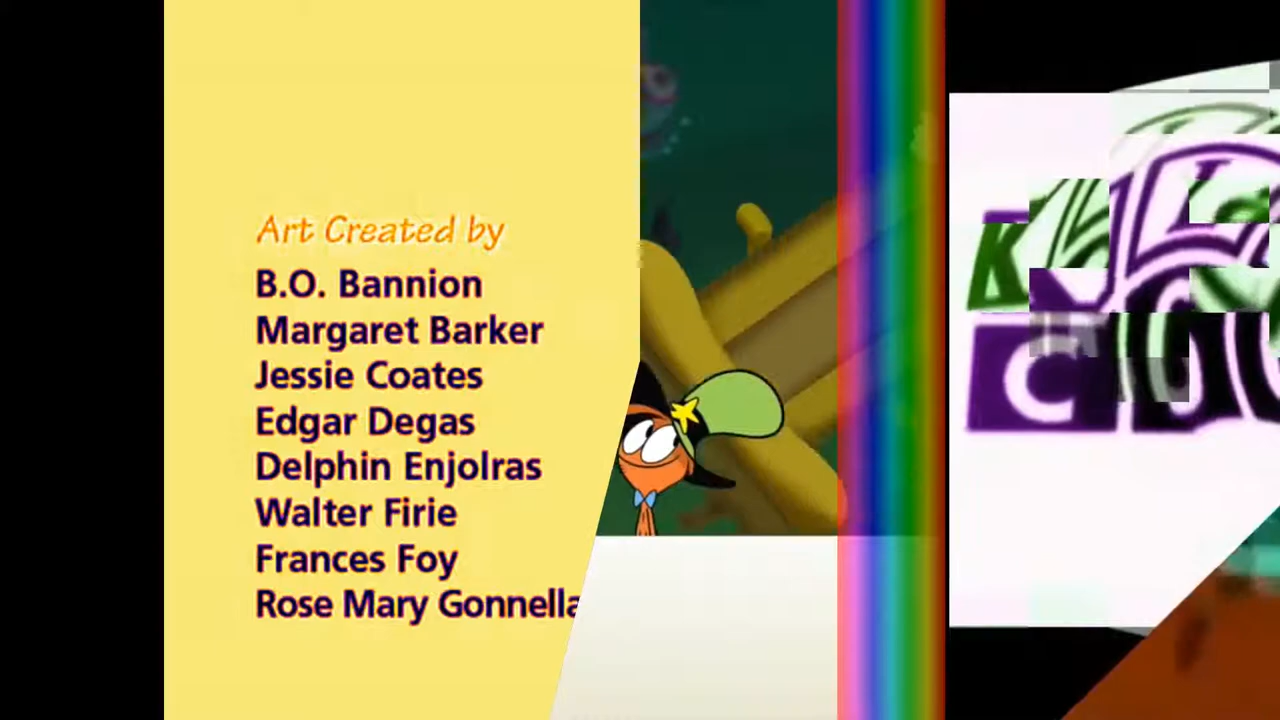 Art Created by
B.O. Bannion
Margaret Barker
Jessie Coates
Edgar Degas
Delphin Enjolras
Walter Firie
Frances Foy
Rose Mary Gonnella